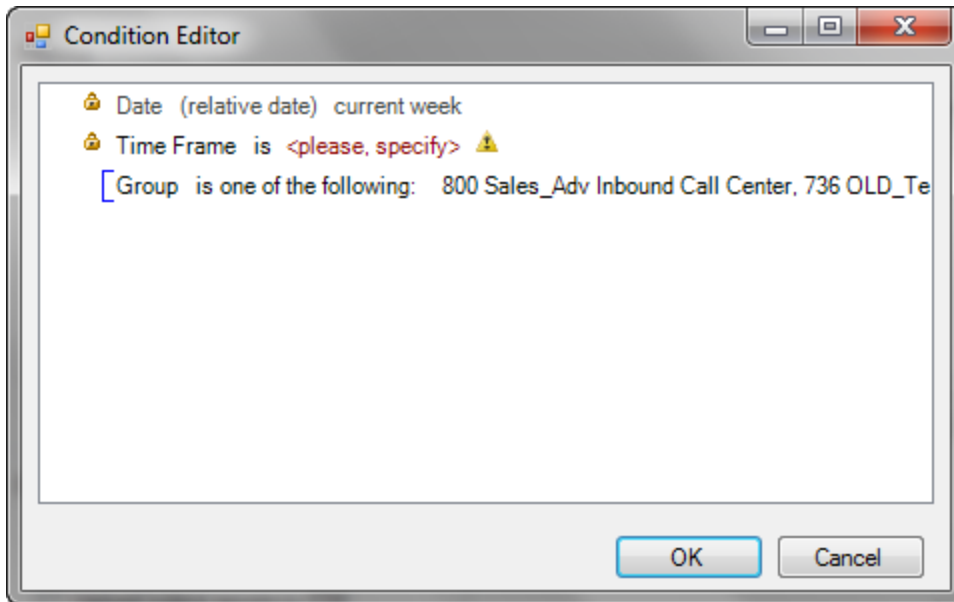 Condition Editor
Date (relative date) current week
Time Frame is <please, specify>
Group is one of the following: 800 Sales_Adv Inbound Call Center, 736 OLD_Te
OK Cancel